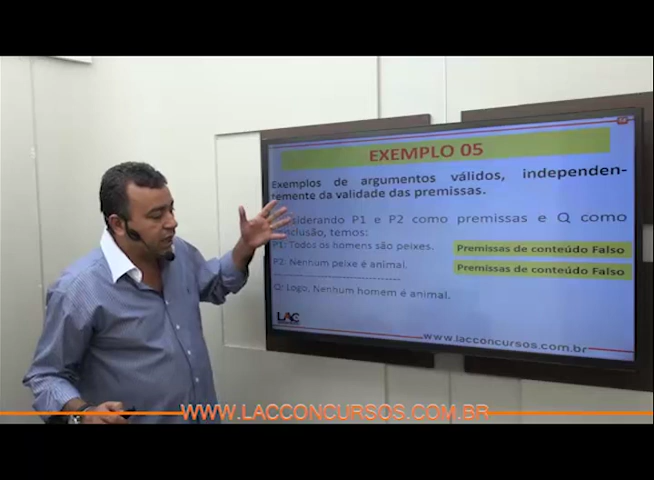 EXEMPLO 05
Exemplos de argumentos válidos, independen-
temente da validade das premissas.
siderando P1 e P2 como premissas e Q como
clusão, temos:
P1: Todos os homens são peixes.
Premissas de conteúdo Falso
P2: Nenhum peixe é animal.
Premissas de conteúdo Falso
Q: Logo, Nenhum homem é animal.
LAC
www.lacconcursos.com.br
WWW.LACCONCURSOS.COM.BR